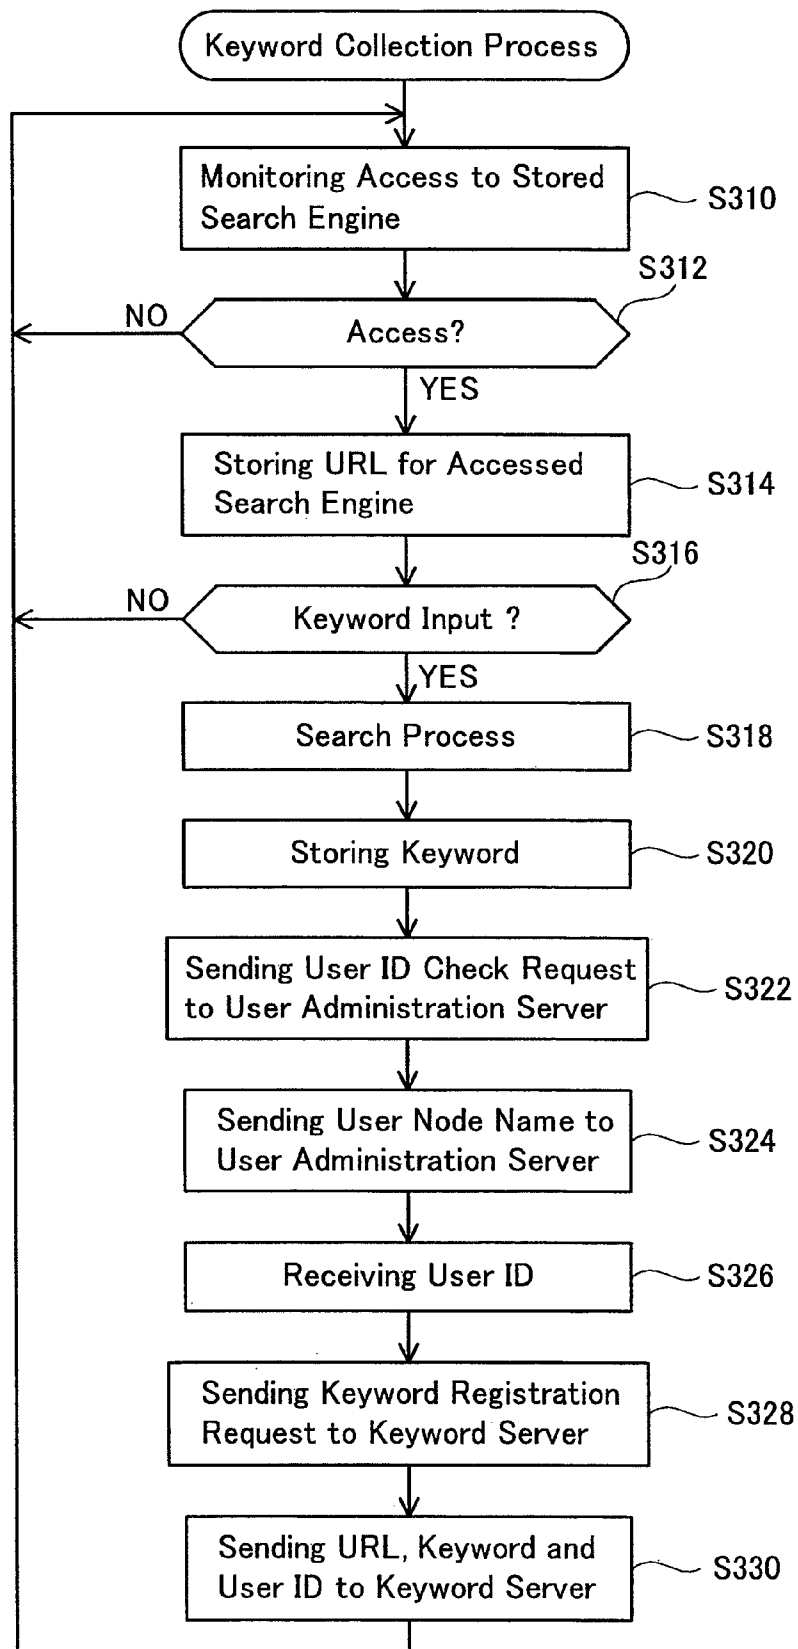 Keyword Collection Process
Monitoring Access to Stored
Search Engine
S310
S312
NO
Access?
YES
Storing URL for Accessed
Search Engine
S314
S316
NO
Keyword Input ?
YES
Search Process
S318
Storing Keyword
S320
Sending User ID Check Request
to User Administration Server
S322
Sending User Node Name to
User Administration Server
S324
Receiving User ID
S326
Sending Keyword Registration
Request to Keyword Server
S328
Sending URL, Keyword and
User ID to Keyword Server
S330